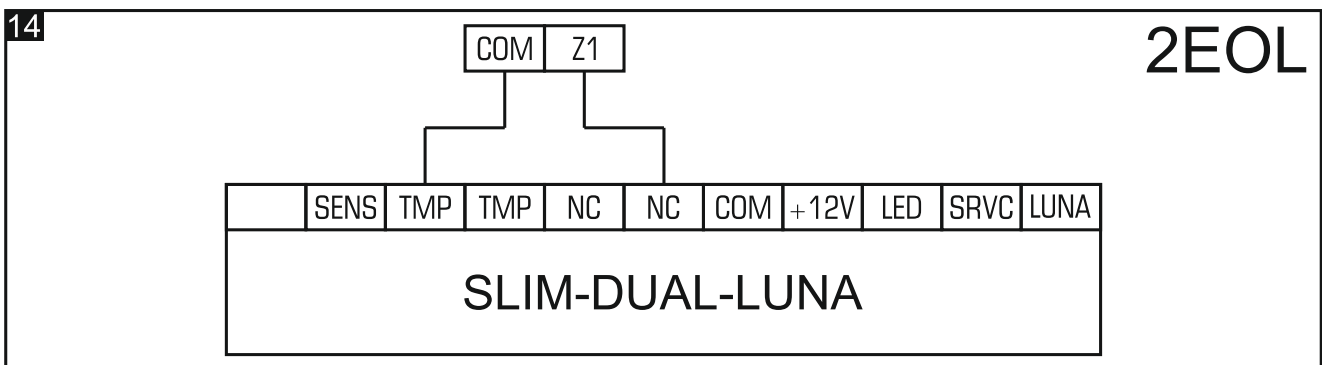 14
2EOL
COM Z1
SENS TMP TMP NC NC COM +12V LED SRVC LUNA
SLIM-DUAL-LUNA